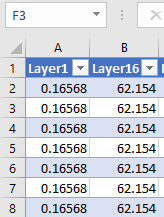 F3
A B
1 Layer1 Layer16
2 0.16568 62.154
3 0.16568 62.154
4 0.16568 62.154
5 0.16568 62.154
6 0.16568 62.154
7 0.16568 62.154
8 0.16568 62.154